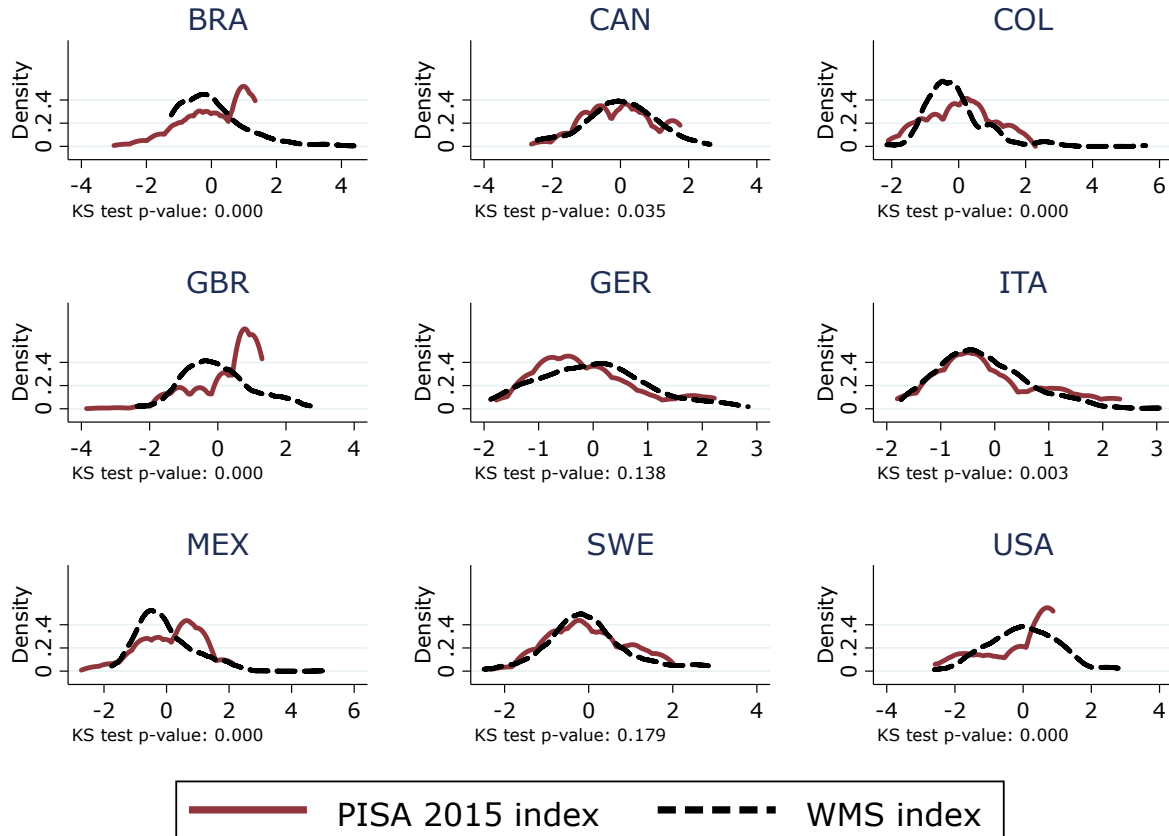 BRA CAN COL
Density Density Density
.4 .4 .4
.2 .2 .2
0 0 0
-4 -2 0 2 4 -4 -2 0 2 4 -2 0 2 4 6
KS test p-value: 0.000 KS test p-value: 0.035 KS test p-value: 0.000
GBR GER ITA
Density Density Density
.4 .4 .4
.2 .2 .2
0 0 0
-4 -2 0 2 4 -2 -1 0 1 2 3 -2 -1 0 1 2 3
KS test p-value: 0.000 KS test p-value: 0.138 KS test p-value: 0.003
MEX SWE USA
Density Density Density
.4 .4 .4
.2 .2 .2
0 0 0
-2 0 2 4 6 -2 0 2 4 -4 -2 0 2 4
KS test p-value: 0.000 KS test p-value: 0.179 KS test p-value: 0.000
PISA 2015 index WMS index